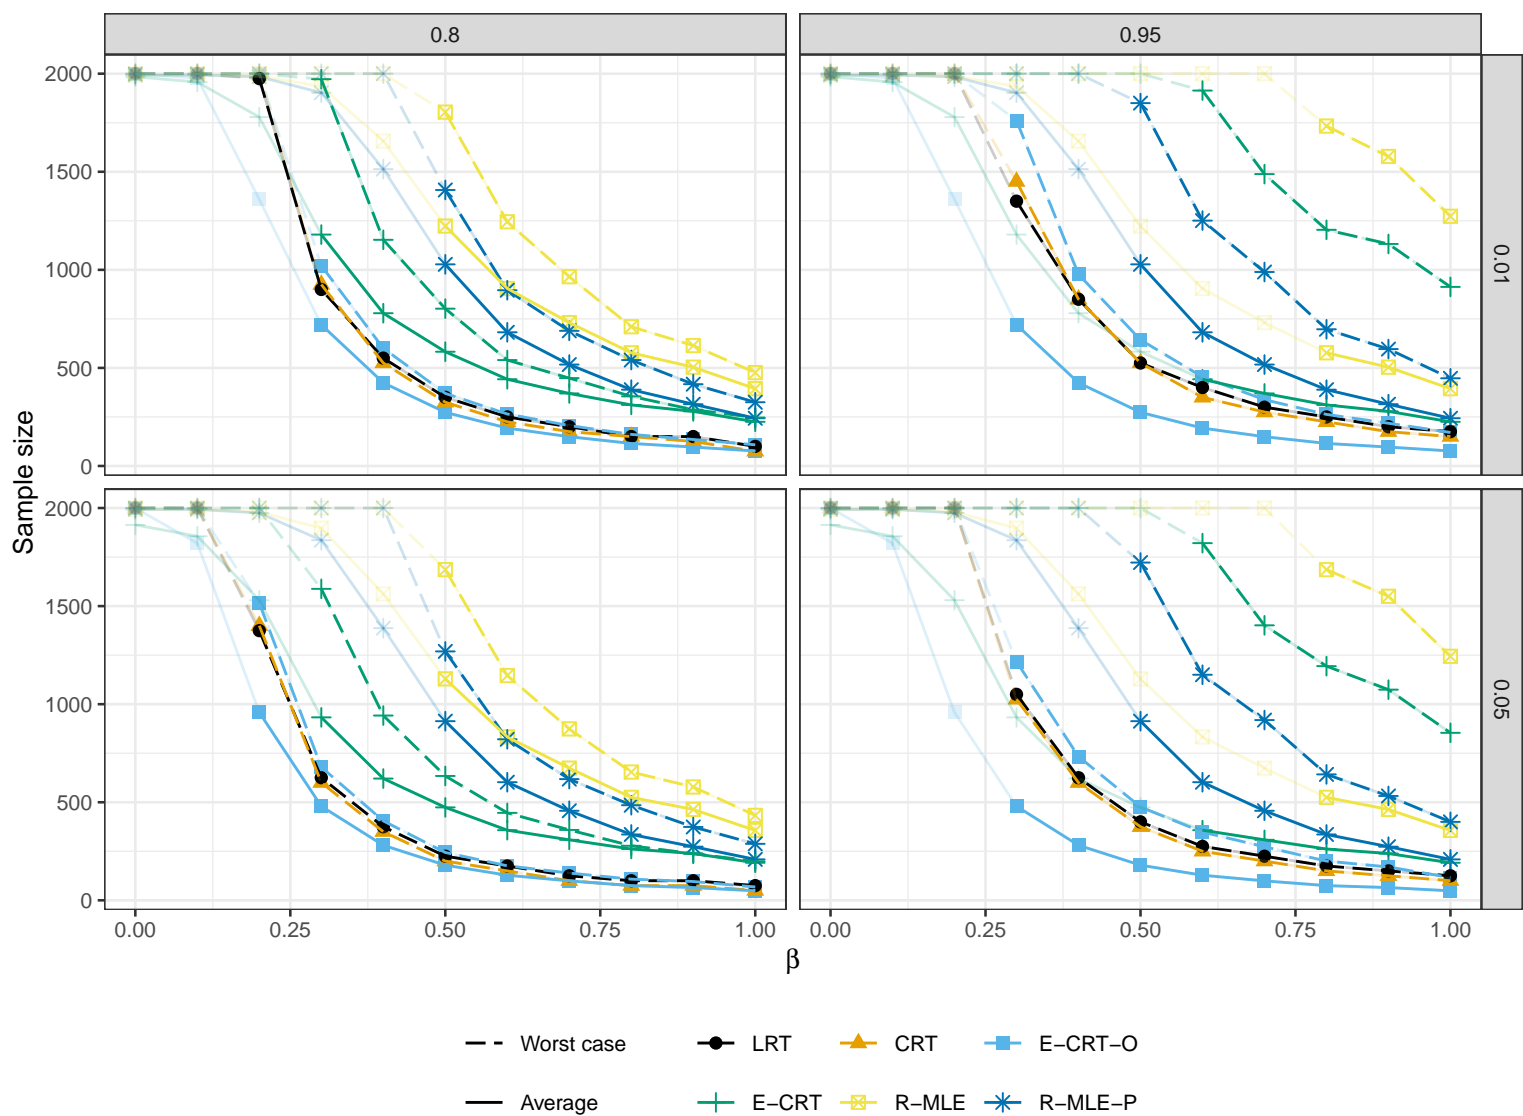 0.8 0.95
2000
1500
1000
500
0
0.01
Sample size
2000
1500
1000
500
0
0.05
0.00 0.25 0.50 0.75 1.00 0.00 0.25 0.50 0.75 1.00
β
Worst case LRT CRT E−CRT−O
Average E−CRT R−MLE R−MLE−P